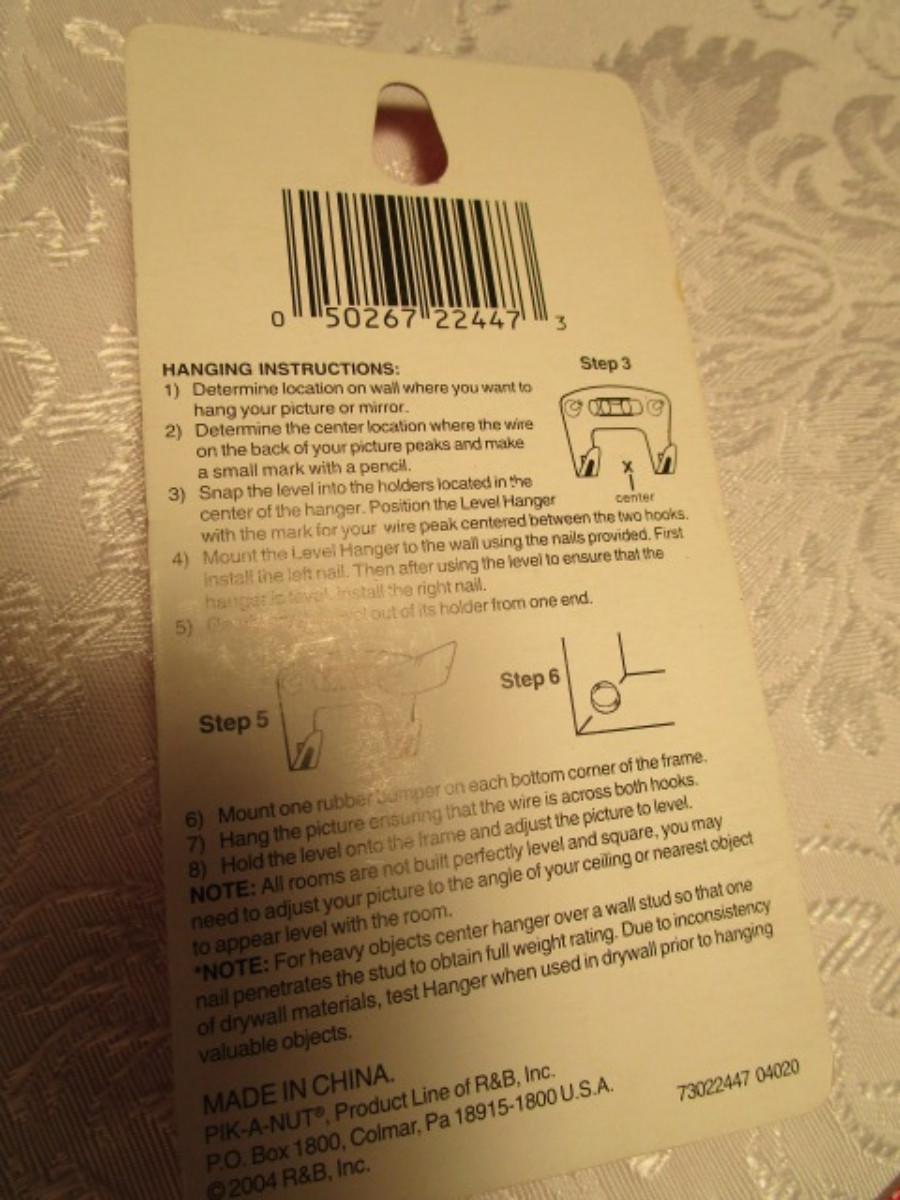 0 50267 22447 3
HANGING INSTRUCTIONS:
1) Determine location on wall where you want to
hang your picture or mirror.
2) Determine the center location where the wire
on the back of your picture peaks and make
a small mark with a pencil.
Step 3
x
center
3) Snap the level into the holders located in the
center of the hanger. Position the Level Hanger
with the mark for your wire peak centered between the two hooks.
4) Mount the Level Hanger to the wall using the nails provided. First
install the left nail. Then after using the level to ensure that the
hanger is level, install the right nail.
5) out of its holder from one end.
Step 5
Step 6
6) Mount one rubber bumper on each bottom corner of the frame.
7) Hang the picture ensuring that the wire is across both hooks.
8) Hold the level onto the frame and adjust the picture to level.
NOTE: All rooms are not built perfectly level and square, you may
need to adjust your picture to the angle of your ceiling or nearest object
to appear level with the room.
*NOTE: For heavy objects center hanger over a wall stud so that one
nail penetrates the stud to obtain full weight rating. Due to inconsistency
of drywall materials, test Hanger when used in drywall prior to hanging
valuable objects.
MADE IN CHINA.
PIK-A-NUT®, Product Line of R&B, Inc.
P.O. Box 1800, Colmar, Pa 18915-1800 U.S.A.
©2004 R&B, Inc.
73022447 04020